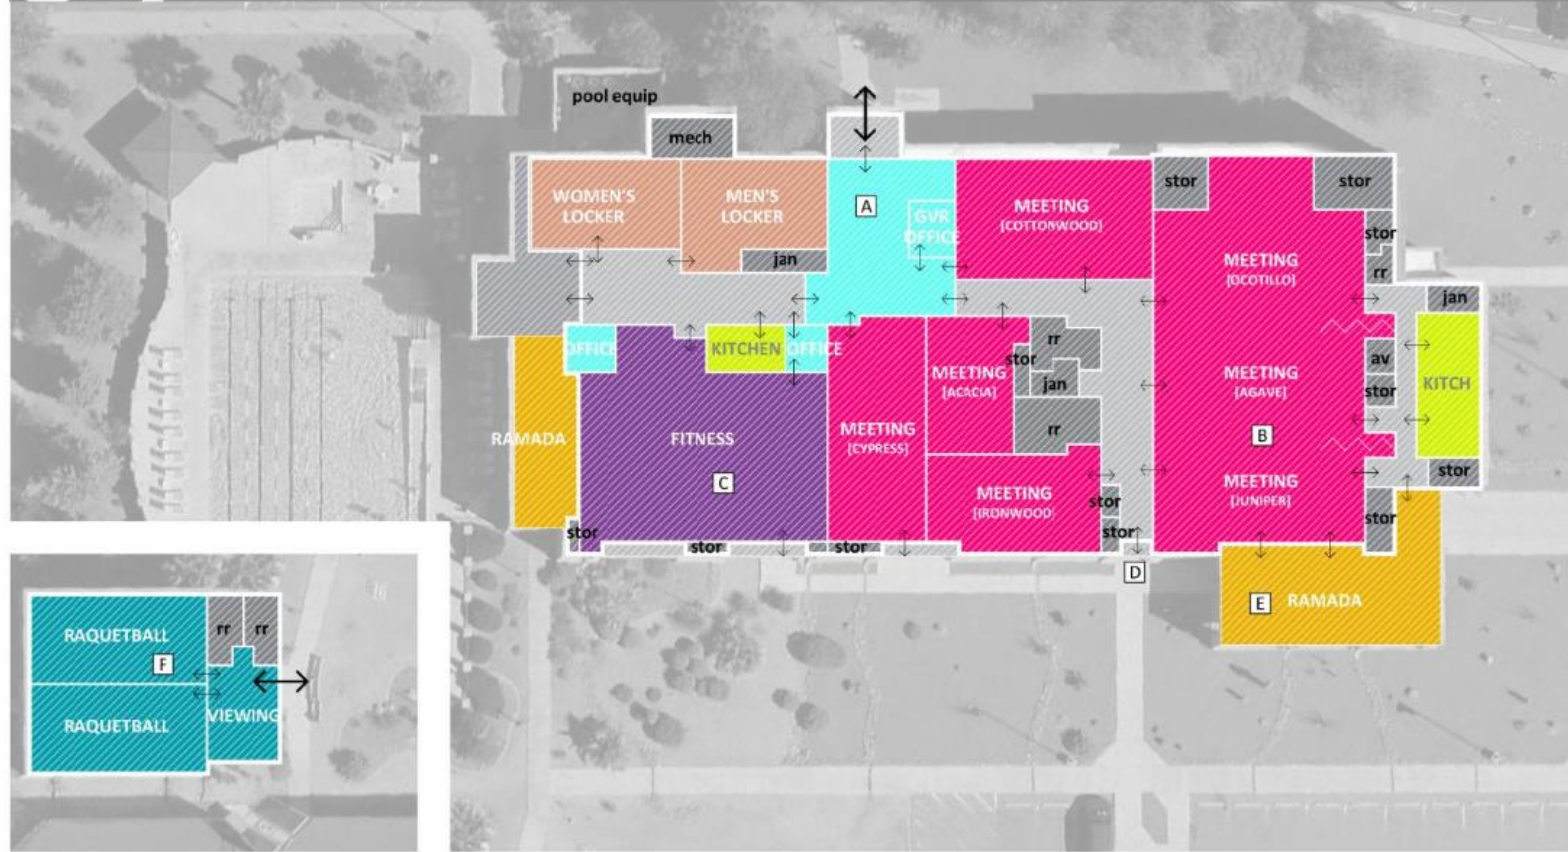 pool equip
mech
WOMEN'S
LOCKER
MEN'S
LOCKER
jan
A
GVR
OFFICE
MEETING
[COTTONWOOD]
stor
stor
stor
rr
jan
MEETING
[OCOTILLO]
OFFICE
KITCHEN
OFFICE
RAMADA
FITNESS
C
MEETING
[CYPRESS]
MEETING
[ACACIA]
stor
rr
jan
rr
MEETING
[IRONWOOD]
stor
stor
MEETING
[AGAVE]
B
MEETING
[JUNIPER]
av
stor
KITCH
stor
stor
stor
stor
stor
D
E
RAMADA
RAQUETBALL
F
RAQUETBALL
rr
rr
VIEWING